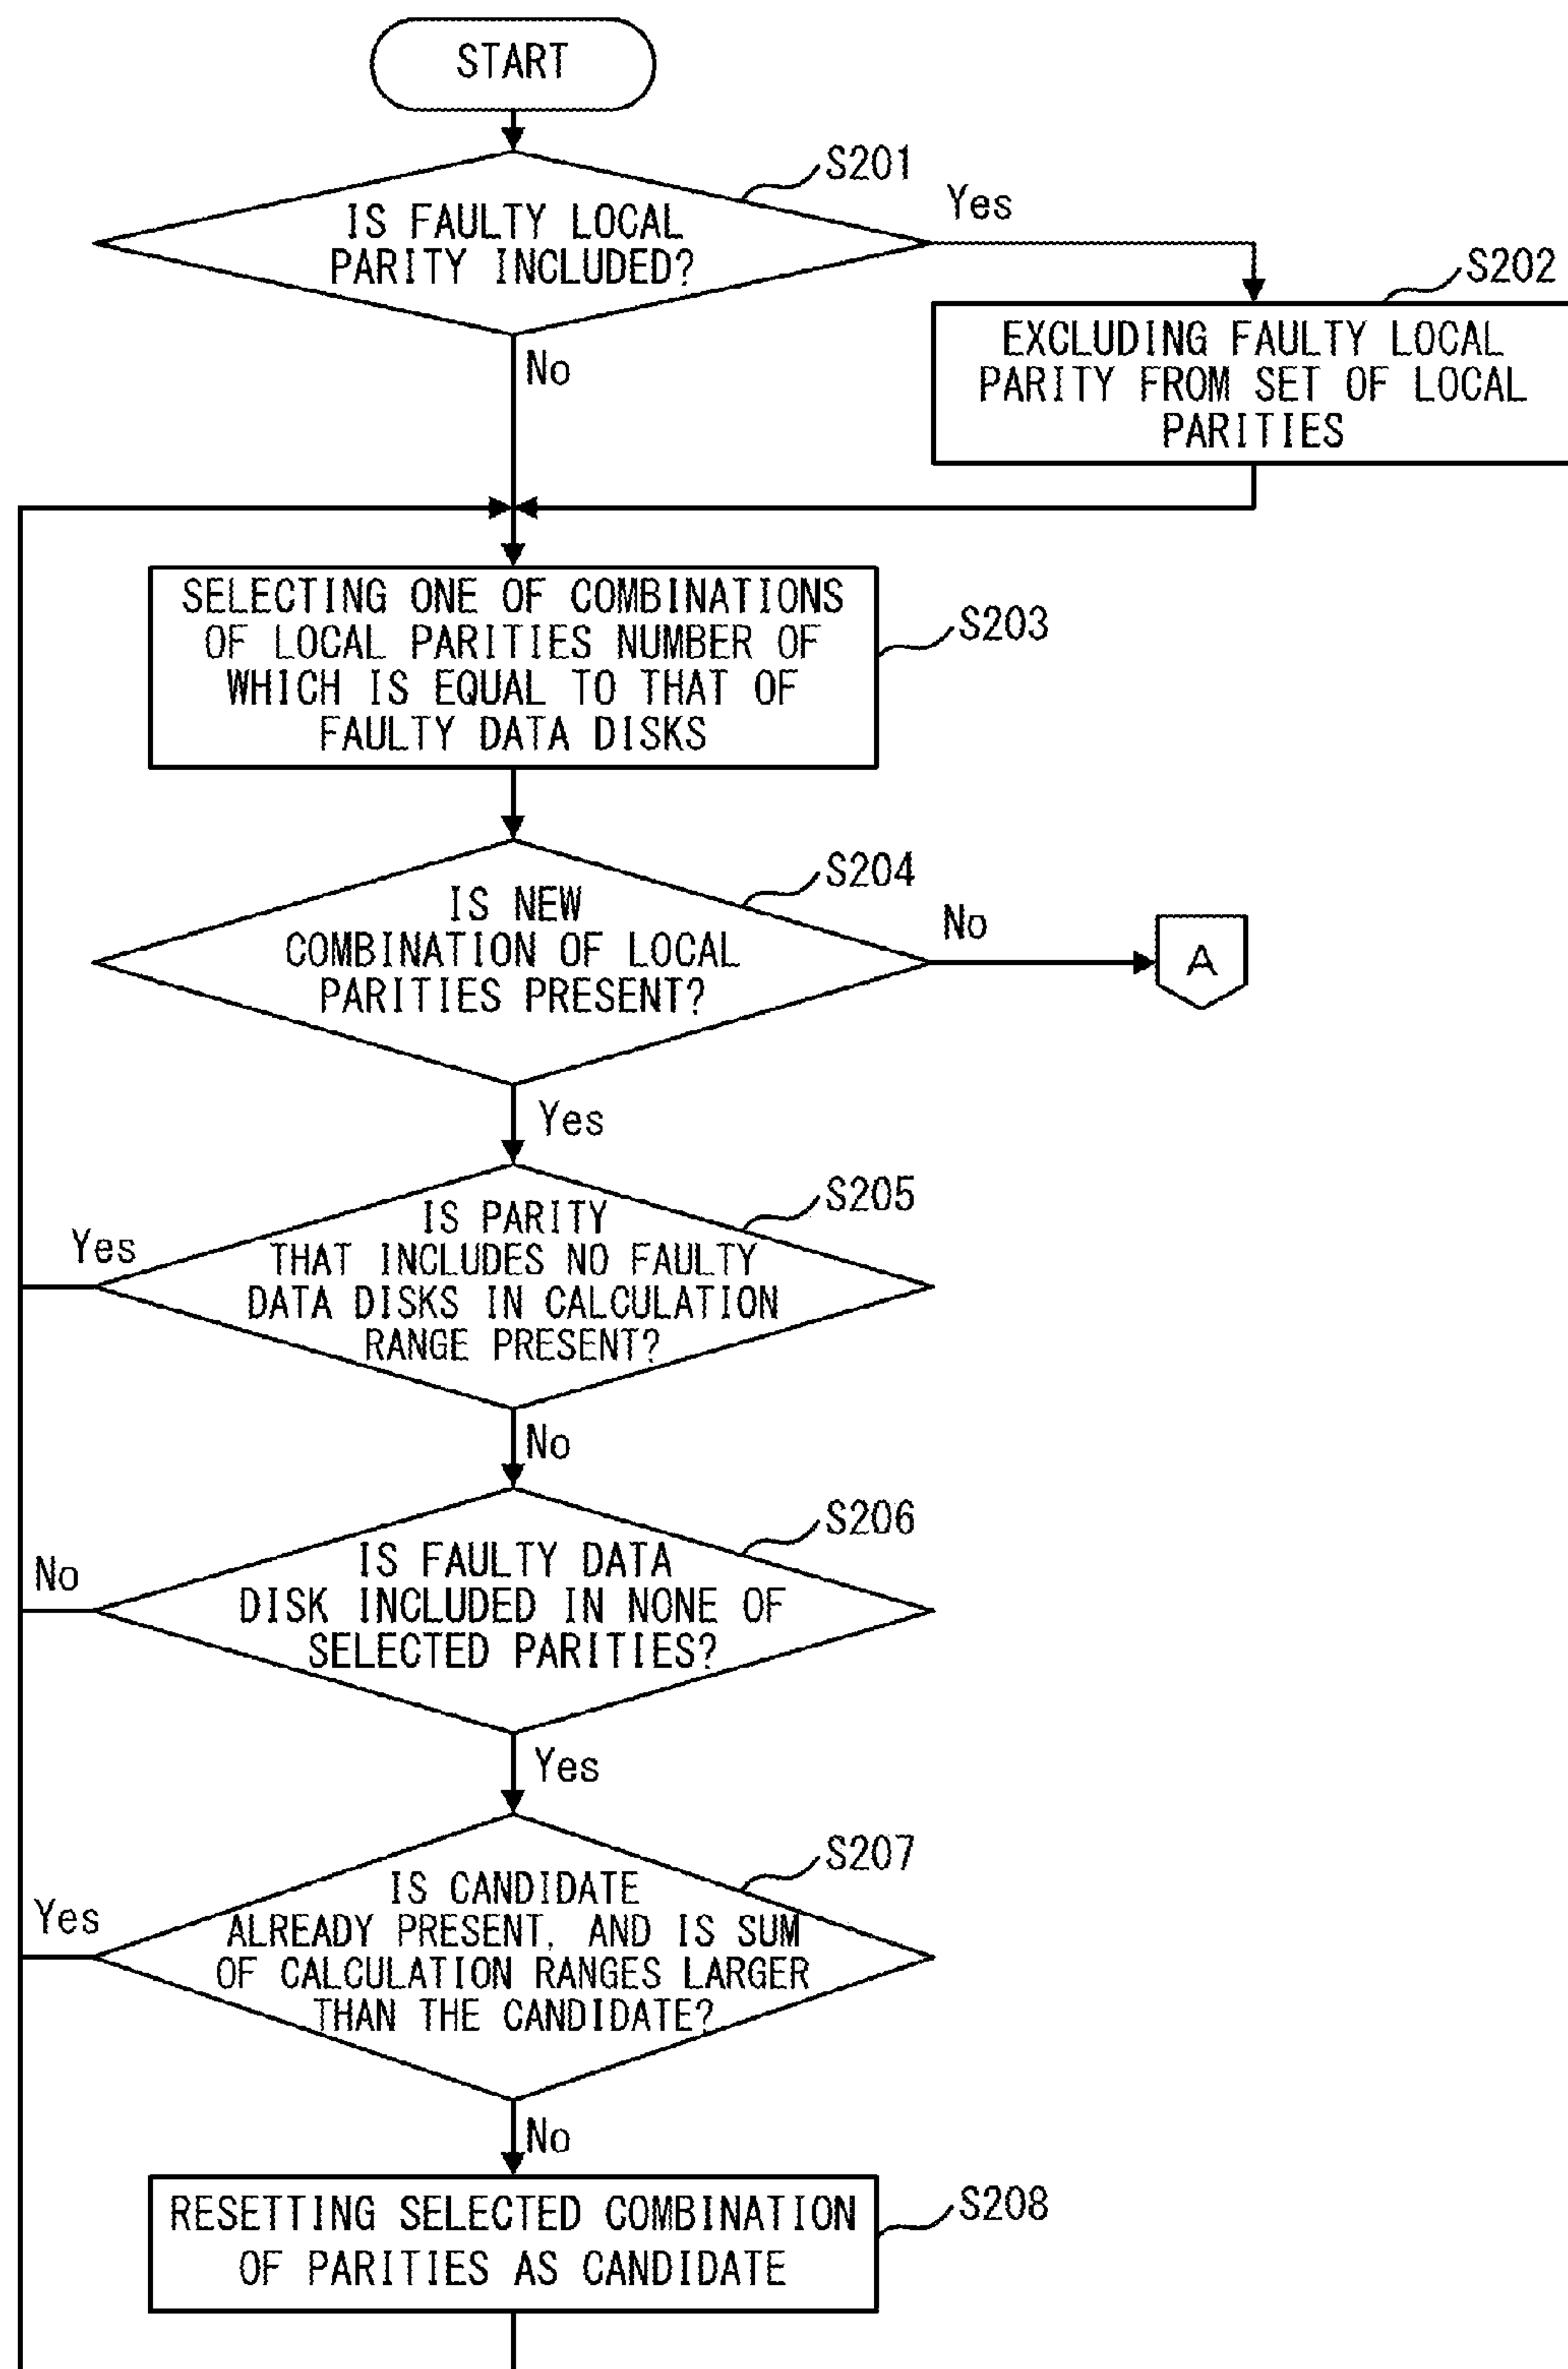 START
S201
IS FAULTY LOCAL
PARITY INCLUDED?
Yes
No
S202
EXCLUDING FAULTY LOCAL
PARITY FROM SET OF LOCAL
PARITIES
SELECTING ONE OF COMBINATIONS
OF LOCAL PARITIES NUMBER OF
WHICH IS EQUAL TO THAT OF
FAULTY DATA DISKS
S203
S204
IS NEW
COMBINATION OF LOCAL
PARITIES PRESENT?
No
A
Yes
S205
IS PARITY
THAT INCLUDES NO FAULTY
DATA DISKS IN CALCULATION
RANGE PRESENT?
Yes
No
S206
IS FAULTY DATA
DISK INCLUDED IN NONE OF
SELECTED PARITIES?
No
Yes
S207
IS CANDIDATE
ALREADY PRESENT, AND IS SUM
OF CALCULATION RANGES LARGER
THAN THE CANDIDATE?
Yes
No
RESETTING SELECTED COMBINATION
OF PARITIES AS CANDIDATE
S208